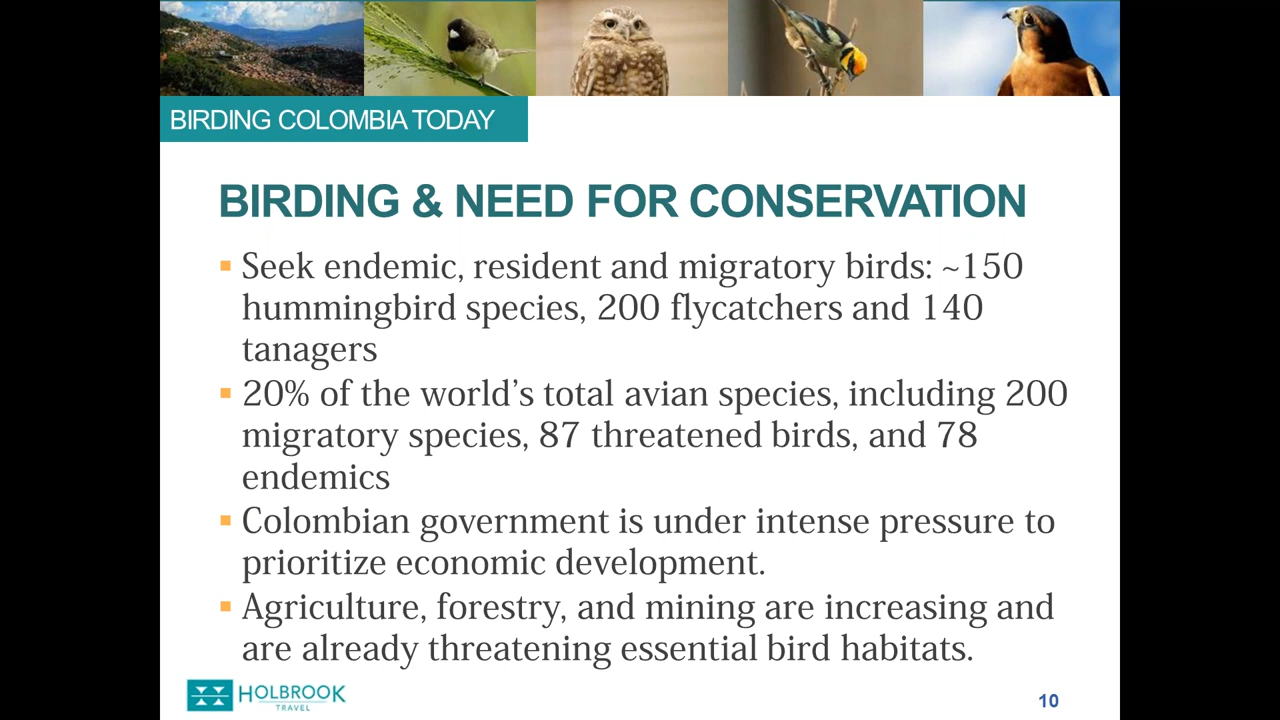 BIRDING COLOMBIA TODAY
BIRDING & NEED FOR CONSERVATION
▪ Seek endemic, resident and migratory birds: ~150
hummingbird species, 200 flycatchers and 140
tanagers
▪ 20% of the world’s total avian species, including 200
migratory species, 87 threatened birds, and 78
endemics
▪ Colombian government is under intense pressure to
prioritize economic development.
▪ Agriculture, forestry, and mining are increasing and
are already threatening essential bird habitats.
HOLBROOK
TRAVEL
10